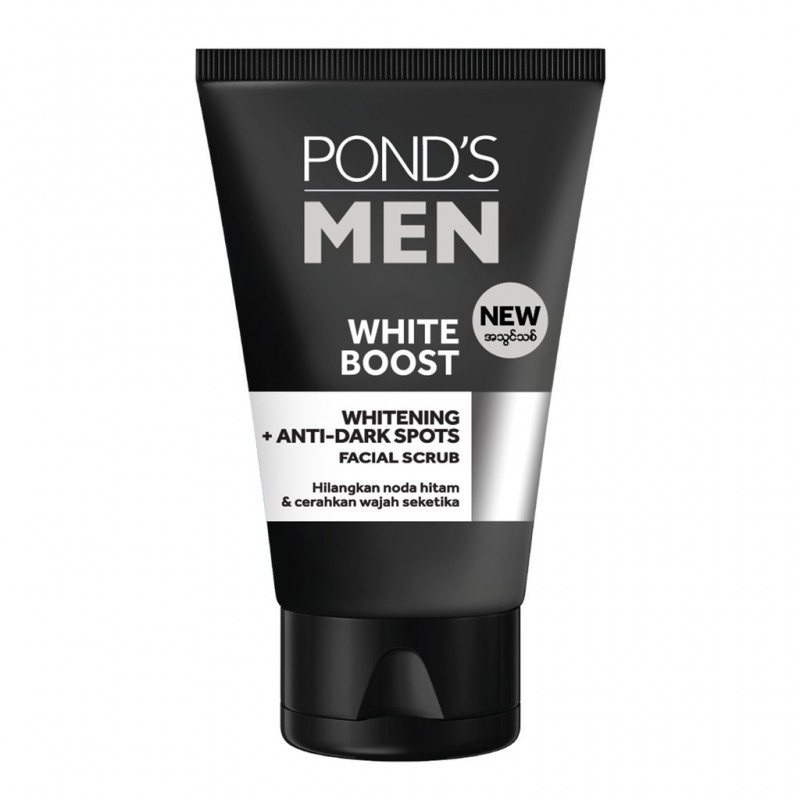 POND'S
MEN
WHITE
BOOST
NEW
အသွင်သစ်
WHITENING
+ ANTI-DARK SPOTS
FACIAL SCRUB
Hilangkan noda hitam
& cerahkan wajah seketika